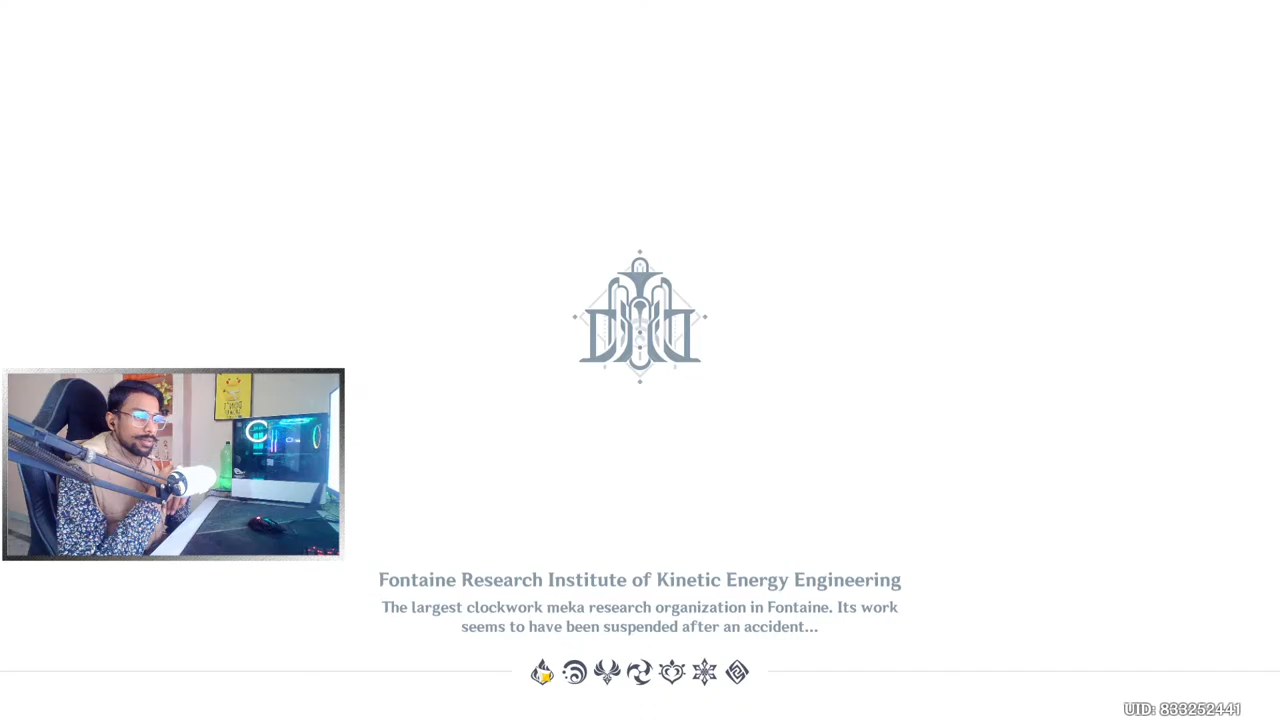 Fontaine Research Institute of Kinetic Energy Engineering
The largest clockwork meka research organization in Fontaine. Its work
seems to have been suspended after an accident...
UID: 833252441